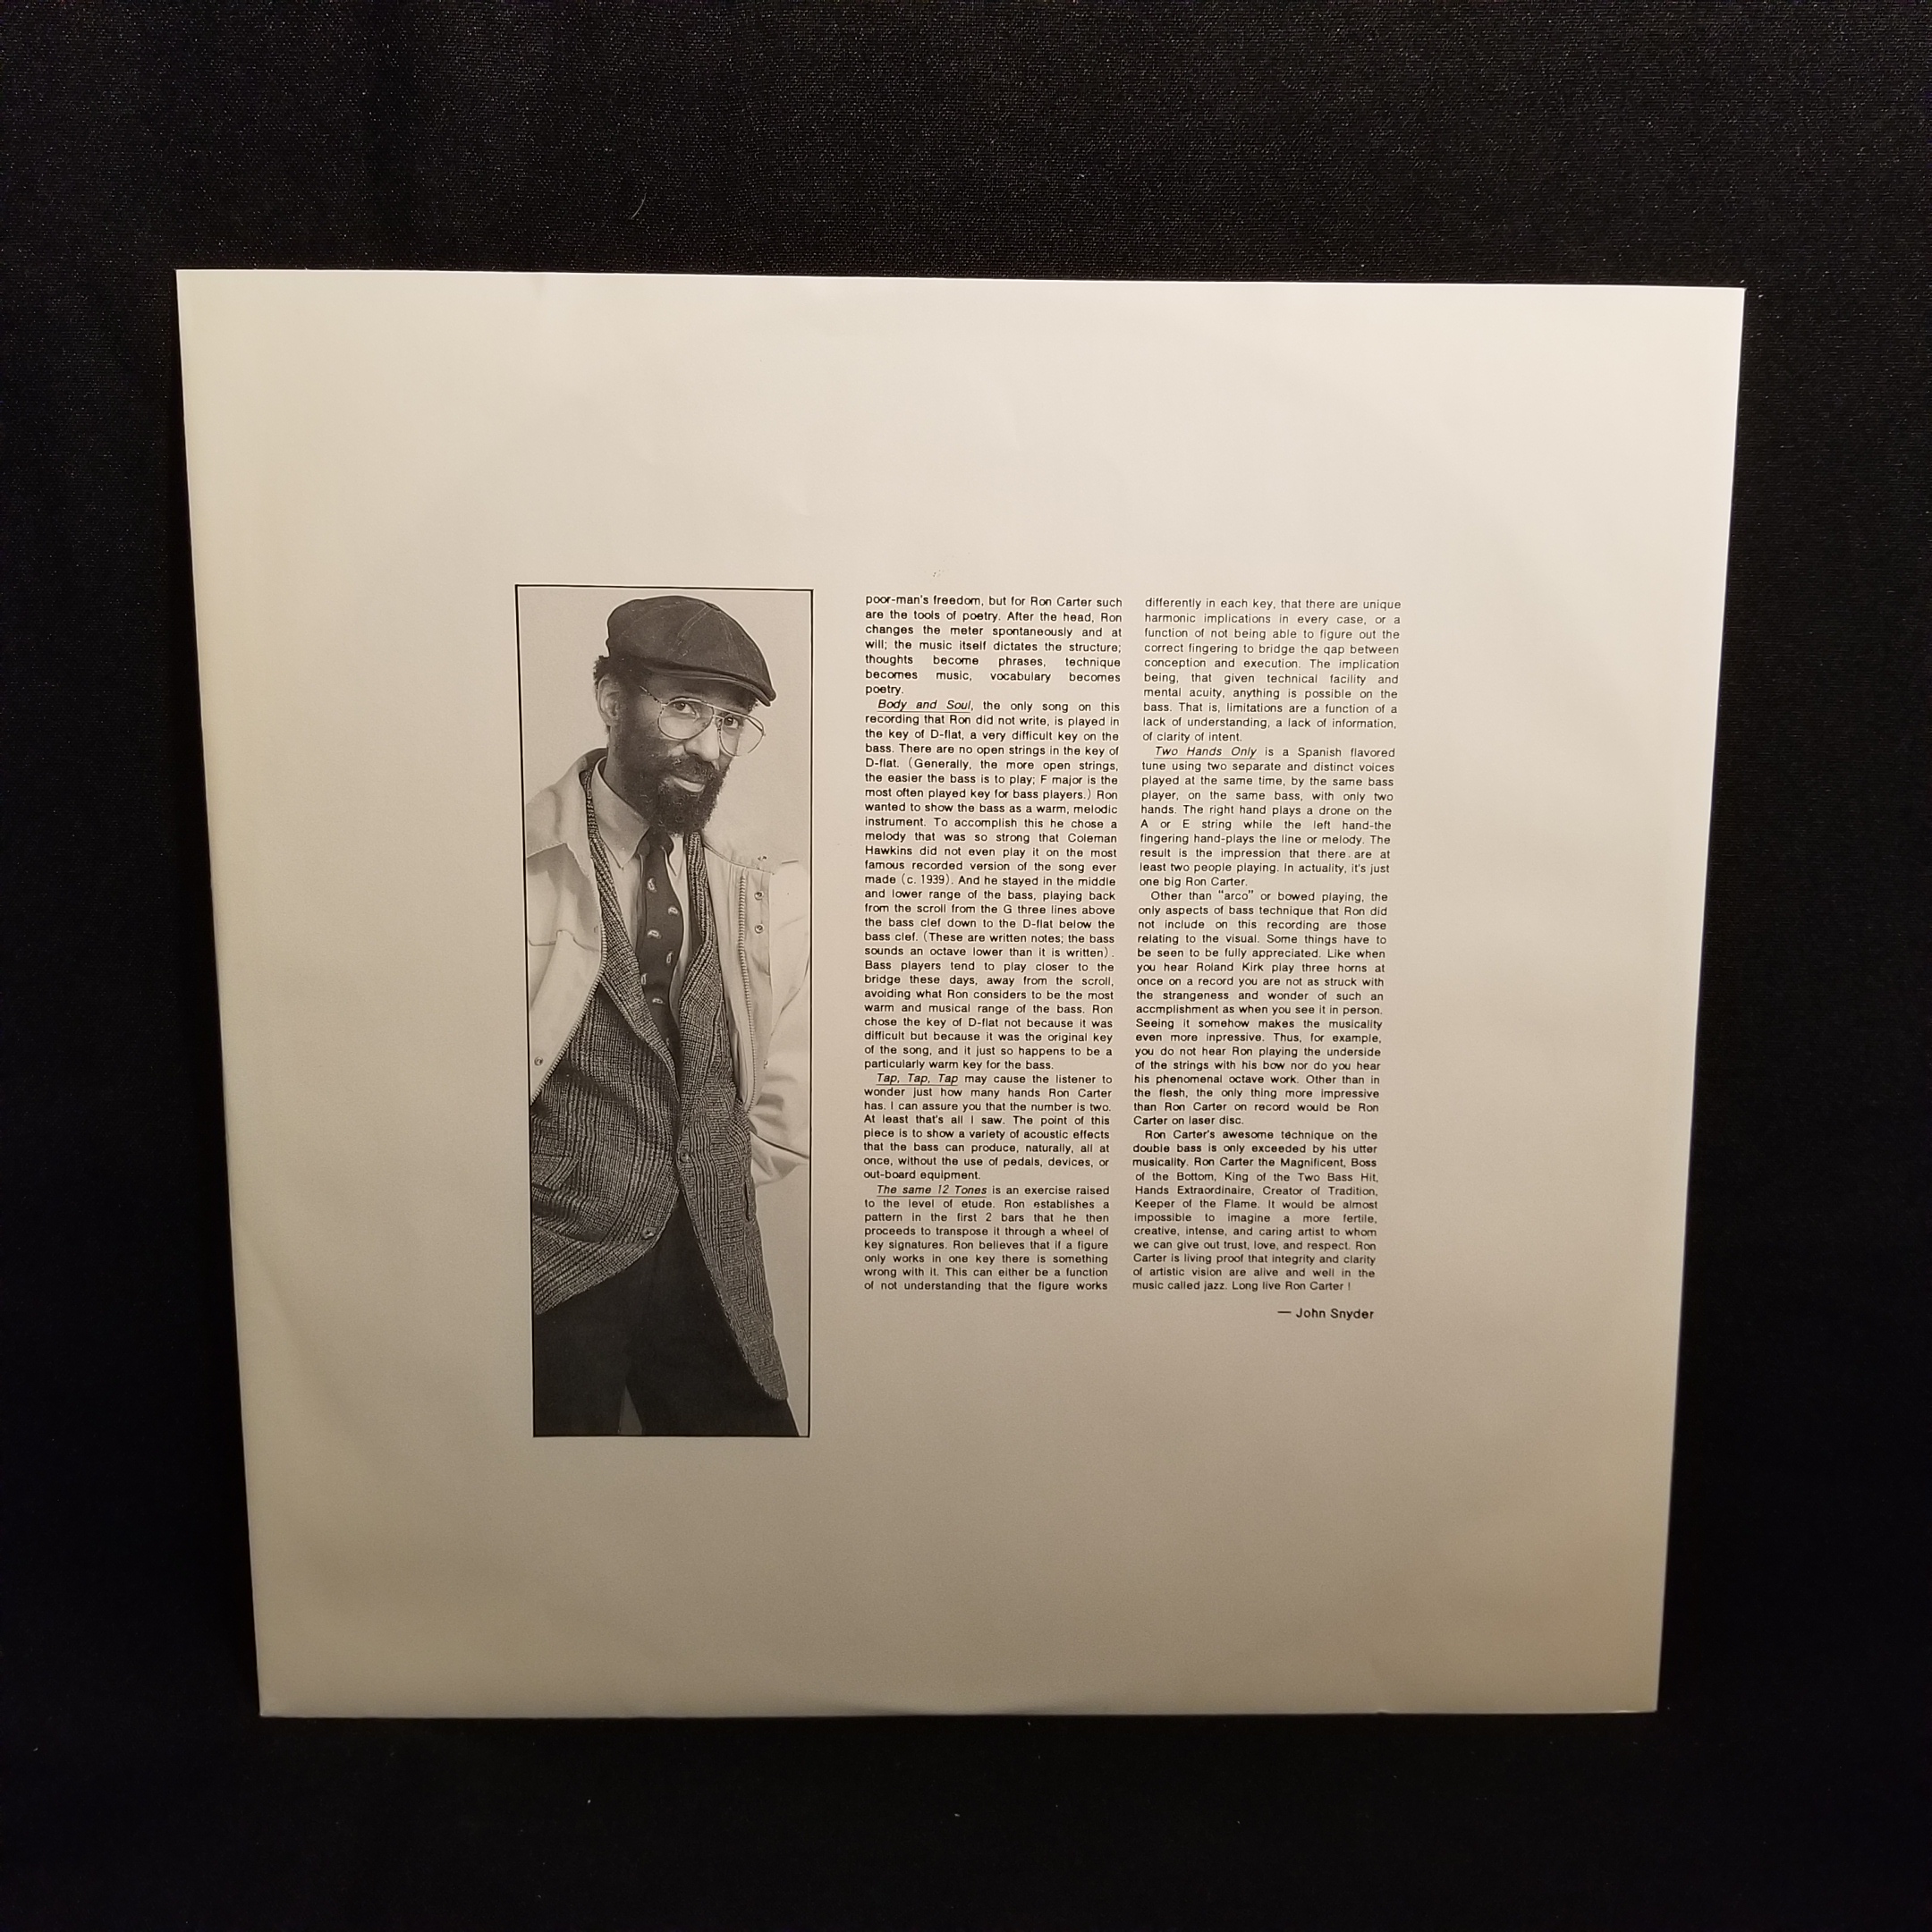 poor-man's freedom, but for Ron Carter such
are the tools of poetry. After the head, Ron
changes the meter spontaneously and at
will; the music itself dictates the structure;
thoughts become phrases, technique
becomes music, vocabulary becomes
poetry.
Body and Soul, the only song on this
recording that Ron did not write, is played in
the key of D-flat, a very difficult key on the
bass. There are no open strings in the key of
D-flat. (Generally, the more open strings,
the easier the bass is to play; F major is the
most often played key for bass players.) Ron
wanted to show the bass as a warm, melodic
instrument. To accomplish this he chose a
melody that was so strong that Coleman
Hawkins did not even play it on the most
famous recorded version of the song ever
made (c. 1939). And he stayed in the middle
and lower range of the bass, playing back
from the scroll from the G three lines above
the bass clef down to the D-flat below the
bass clef. (These are written notes; the bass
sounds an octave lower than it is written).
Bass players tend to play closer to the
bridge these days, away from the scroll,
avoiding what Ron considers to be the most
warm and musical range of the bass. Ron
chose the key of D-flat not because it was
difficult but because it was the original key
of the song, and it just so happens to be a
particularly warm key for the bass.
Tap, Tap, Tap may cause the listener to
wonder just how many hands Ron Carter
has. I can assure you that the number is two.
At least that's all I saw. The point of this
piece is to show a variety of acoustic effects
that the bass can produce, naturally, all at
once, without the use of pedals, devices, or
out-board equipment.
The same 12 Tones is an exercise raised
to the level of etude. Ron establishes a
pattern in the first 2 bars that he then
proceeds to transpose it through a wheel of
key signatures. Ron believes that if a figure
only works in one key there is something
wrong with it. This can either be a function
of not understanding that the figure works
differently in each key, that there are unique
harmonic implications in every case, or a
function of not being able to figure out the
correct fingering to bridge the qap between
conception and execution. The implication
being, that given technical facility and
mental acuity, anything is possible on the
bass. That is, limitations are a function of a
lack of understanding, a lack of information,
of clarity of intent.
Two Hands Only is a Spanish flavored
tune using two separate and distinct voices
played at the same time, by the same bass
player, on the same bass, with only two
hands. The right hand plays a drone on the
A or E string while the left hand-the
fingering hand-plays the line or melody. The
result is the impression that there are at
least two people playing. In actuality, it's just
one big Ron Carter.
Other than "arco" or bowed playing, the
only aspects of bass technique that Ron did
not include on this recording are those
relating to the visual. Some things have to
be seen to be fully appreciated. Like when
you hear Roland Kirk play three horns at
once on a record you are not as struck with
the strangeness and wonder of such an
accmplishment as when you see it in person.
Seeing it somehow makes the musicality
even more inpressive. Thus, for example,
you do not hear Ron playing the underside
of the strings with his bow nor do you hear
his phenomenal octave work. Other than in
the flesh, the only thing more impressive
than Ron Carter on record would be Ron
Carter on laser disc.
Ron Carter's awesome technique on the
double bass is only exceeded by his utter
musicality. Ron Carter the Magnificent, Boss
of the Bottom, King of the Two Bass Hit,
Hands Extraordinaire, Creator of Tradition,
Keeper of the Flame. It would be almost
impossible to imagine a more fertile,
creative, intense, and caring artist to whom
we can give out trust, love, and respect. Ron
Carter is living proof that integrity and clarity
of artistic vision are alive and well in the
music called jazz. Long live Ron Carter !
— John Snyder